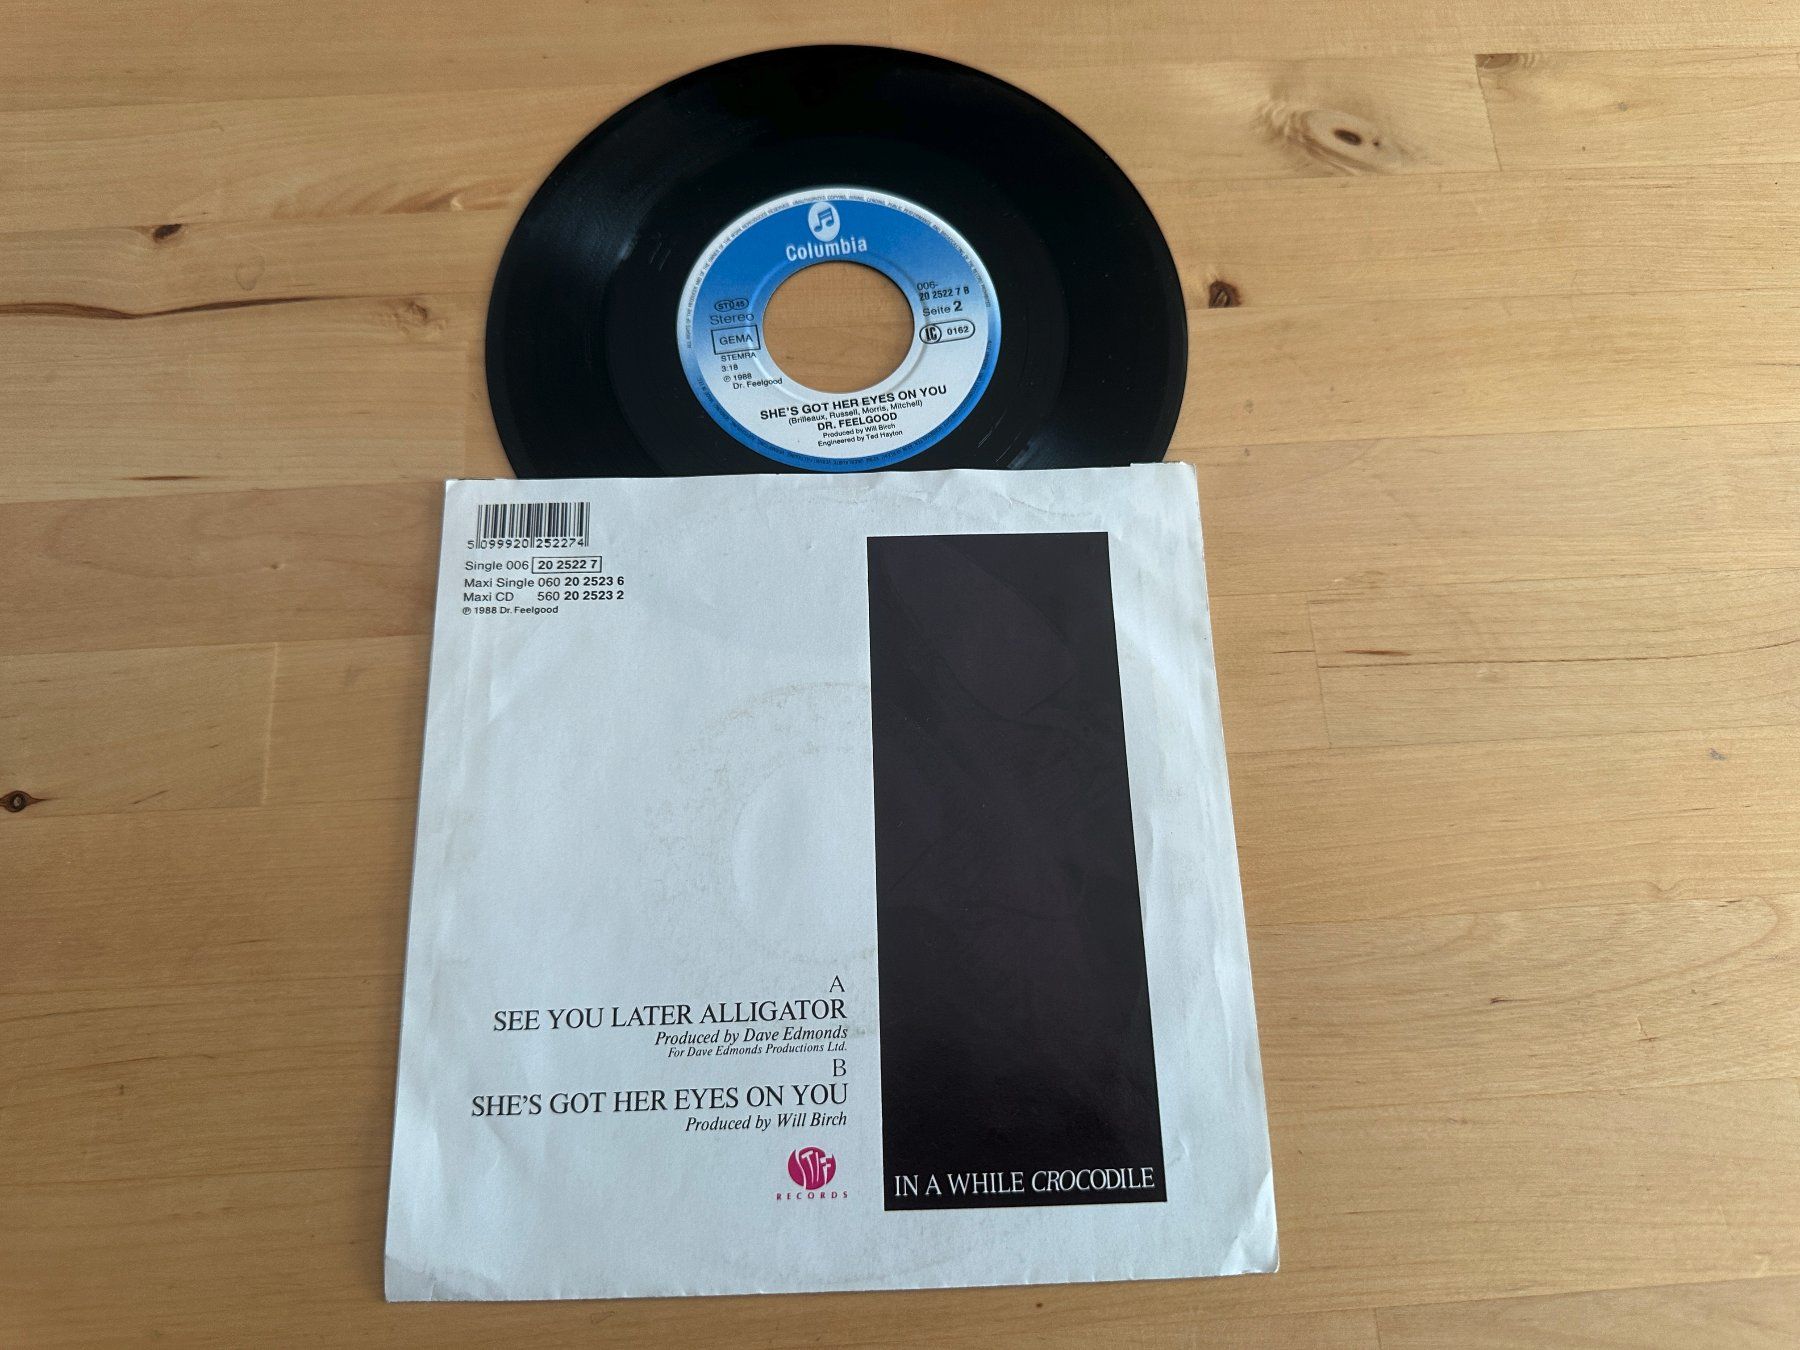 Columbia
ST 45
Stereo
GEMA
STEMRA
3:18
℗ 1988
Dr. Feelgood
006-
20 2522 7 B
Seite 2
LC 0162
SHE'S GOT HER EYES ON YOU
(Brilleaux, Russell, Morris, Mitchell)
DR. FEELGOOD
Produced by Will Birch
Engineered by Ted Hayton
5 099920 252274
Single 006 20 2522 7
Maxi Single 060 20 2523 6
Maxi CD 560 20 2523 2
℗ 1988 Dr. Feelgood
A
SEE YOU LATER ALLIGATOR
Produced by Dave Edmonds
For Dave Edmonds Productions Ltd.
B
SHE'S GOT HER EYES ON YOU
Produced by Will Birch
RECORDS
IN A WHILE CROCODILE